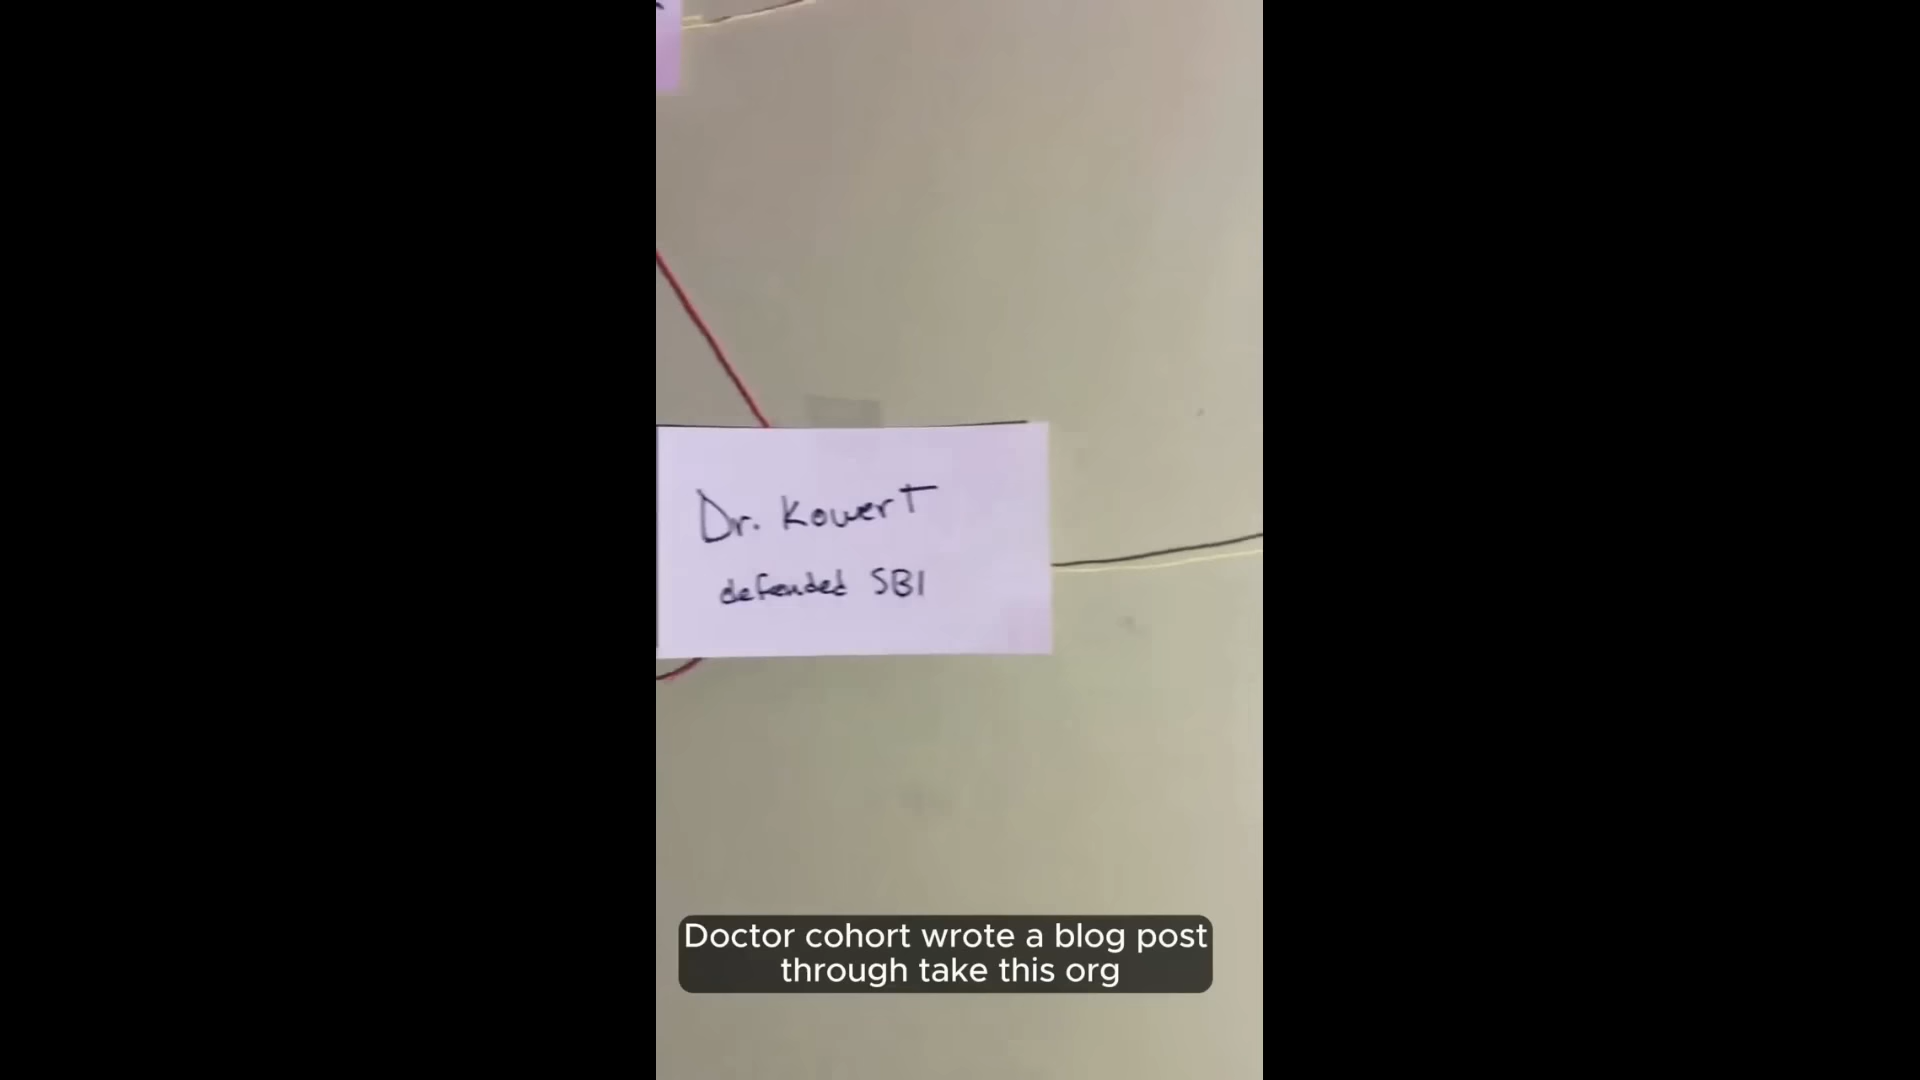 Dr. Kowert
defended SBI
Doctor cohort wrote a blog post
through take this org